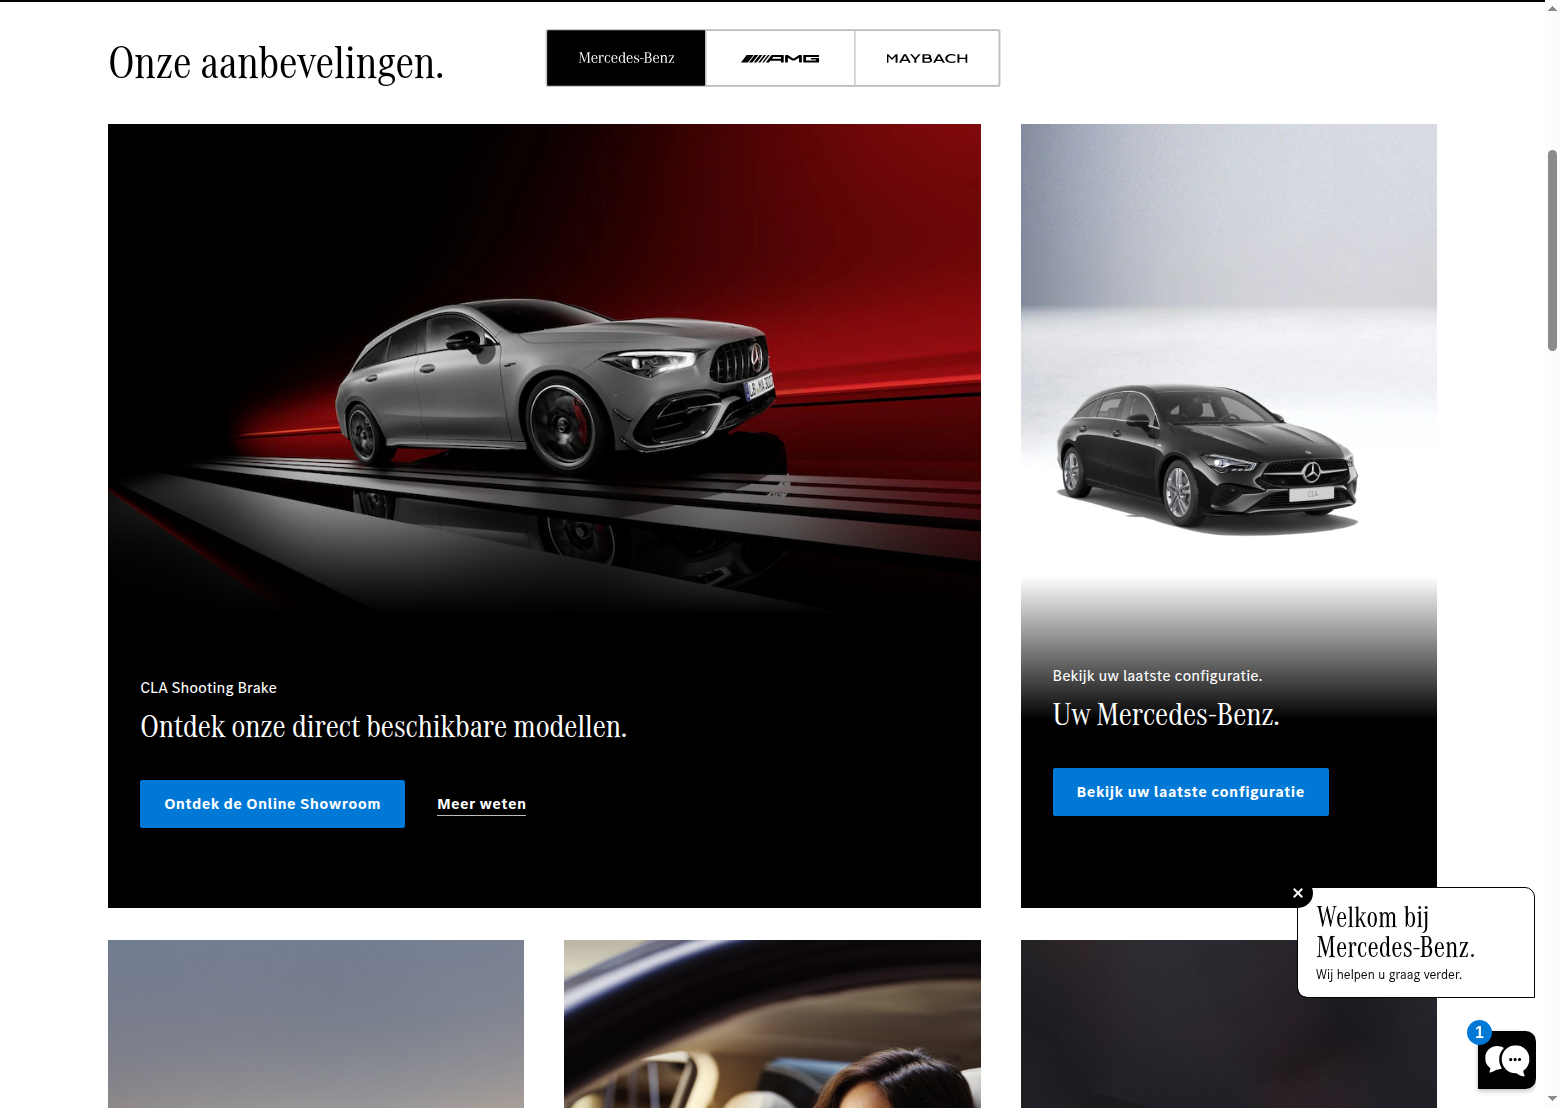 Onze aanbevelingen.
Mercedes-Benz
AMG
MAYBACH
CLA Shooting Brake
Ontdek onze direct beschikbare modellen.
Ontdek de Online Showroom
Meer weten
CLA
Bekijk uw laatste configuratie.
Uw Mercedes-Benz.
Bekijk uw laatste configuratie
Welkom bij
Mercedes-Benz.
Wij helpen u graag verder.
1